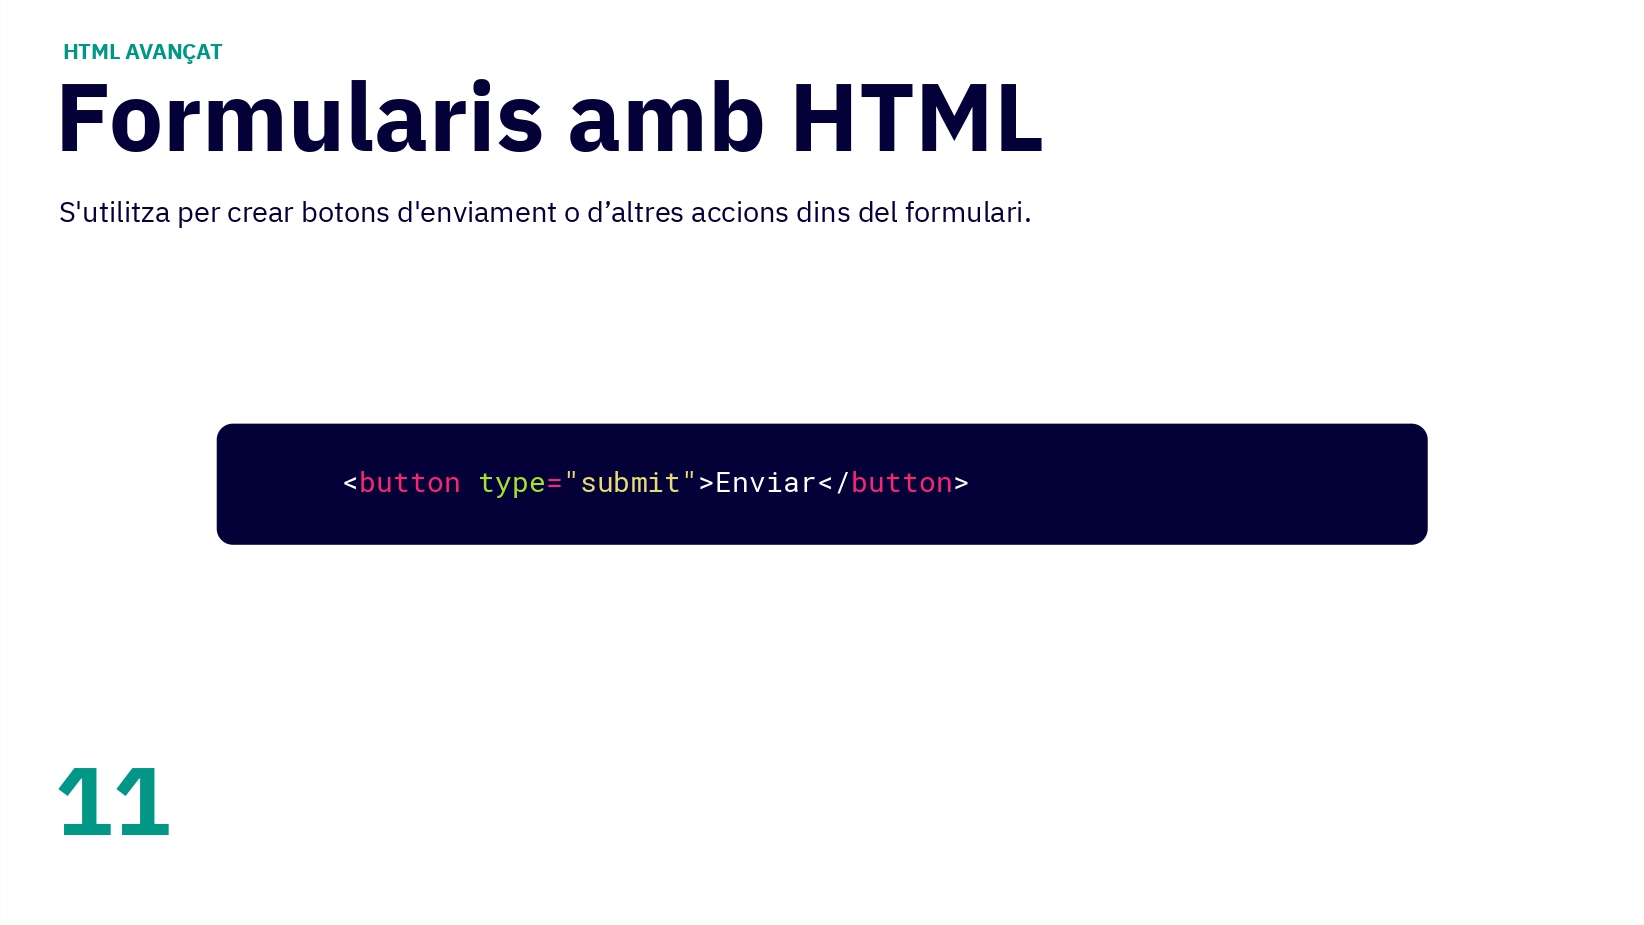 HTML AVANÇAT
Formularis amb HTML
S'utilitza per crear botons d'enviament o d’altres accions dins del formulari.
<button type="submit">Enviar</button>
11